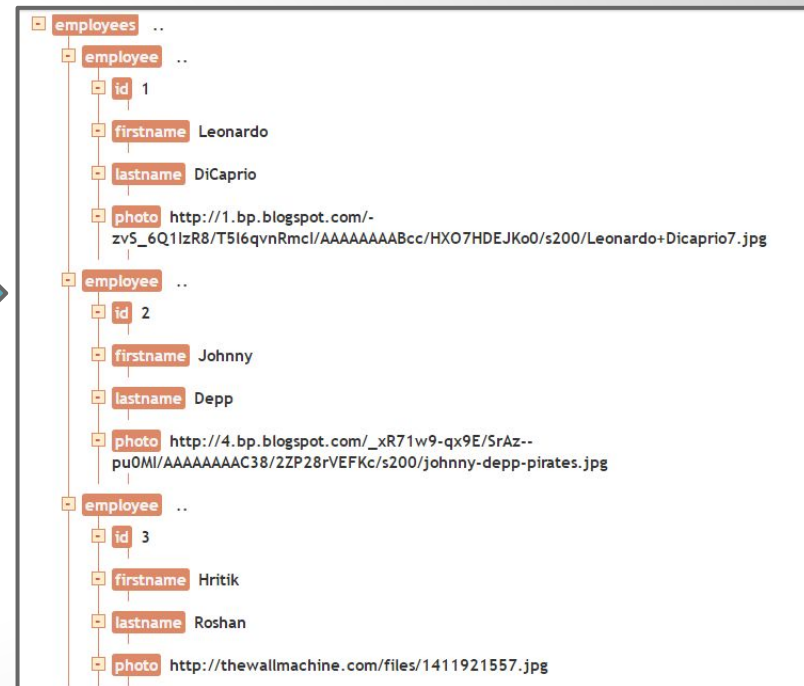 employees ..
employee ..
id 1
firstname Leonardo
lastname DiCaprio
photo http://1.bp.blogspot.com/-
zvS_6Q1IzR8/T5l6qvnRmcI/AAAAAAAABcc/HXO7HDEJKo0/s200/Leonardo+Dicaprio7.jpg
employee ..
id 2
firstname Johnny
lastname Depp
photo http://4.bp.blogspot.com/_xR71w9-qx9E/SrAz--
pu0MI/AAAAAAAAC38/2ZP28rVEFKc/s200/johnny-depp-pirates.jpg
employee ..
id 3
firstname Hritik
lastname Roshan
photo http://thewallmachine.com/files/1411921557.jpg